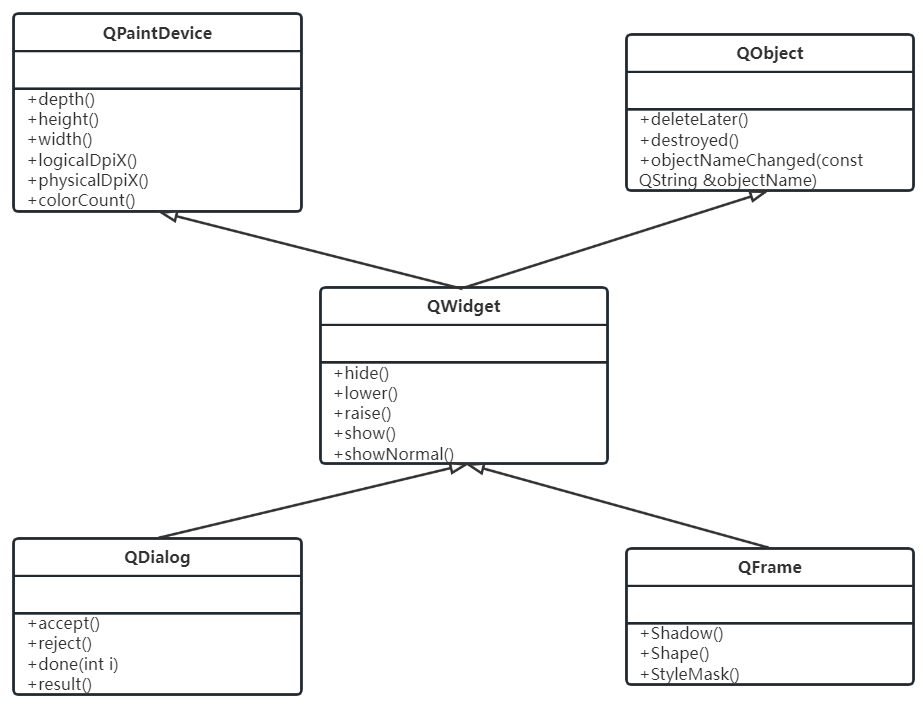 QPaintDevice
+depth()
+height()
+width()
+logicalDpiX()
+physicalDpiX()
+colorCount()
QObject
+deleteLater()
+destroyed()
+objectNameChanged(const
QString &objectName)
QWidget
+hide()
+lower()
+raise()
+show()
+showNormal()
QDialog
+accept()
+reject()
+done(int i)
+result()
QFrame
+Shadow()
+Shape()
+StyleMask()